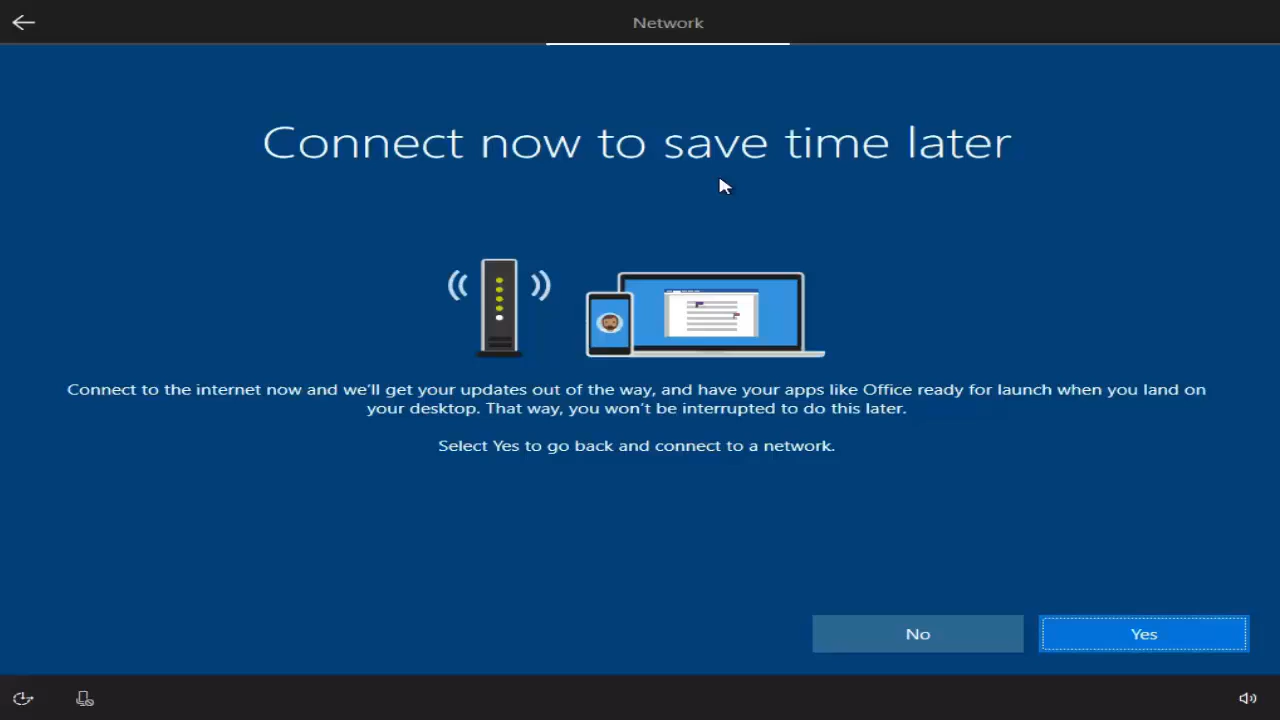 Network
Connect now to save time later
Connect to the internet now and we'll get your updates out of the way, and have your apps like Office ready for launch when you land on
your desktop. That way, you won't be interrupted to do this later.
Select Yes to go back and connect to a network.
No
Yes